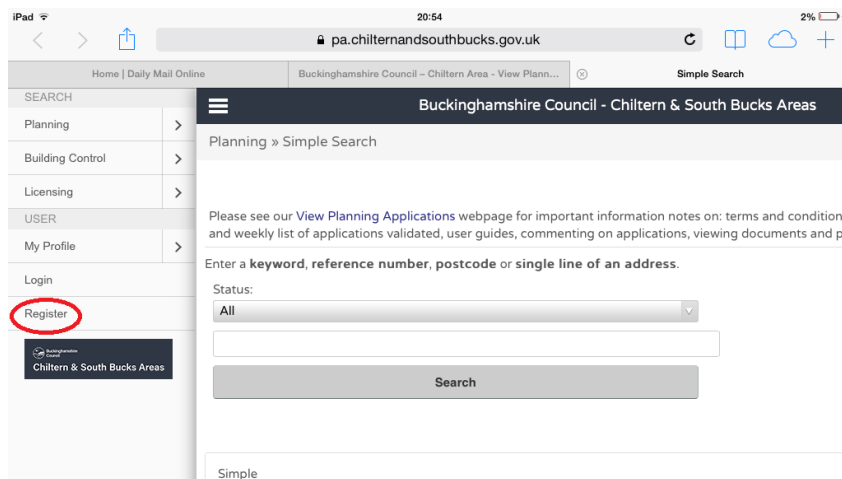 iPad
20:54
2%
pa.chilternandsouthbucks.gov.uk
Home | Daily Mail Online
Buckinghamshire Council – Chiltern Area - View Plann...
Simple Search
SEARCH
Planning
Building Control
Licensing
USER
My Profile
Login
Register
Buckinghamshire
Council
Chiltern & South Bucks Areas
Buckinghamshire Council - Chiltern & South Bucks Areas
Planning » Simple Search
Please see our View Planning Applications webpage for important information notes on: terms and condition
and weekly list of applications validated, user guides, commenting on applications, viewing documents and p
Enter a keyword, reference number, postcode or single line of an address.
Status:
All
Search
Simple